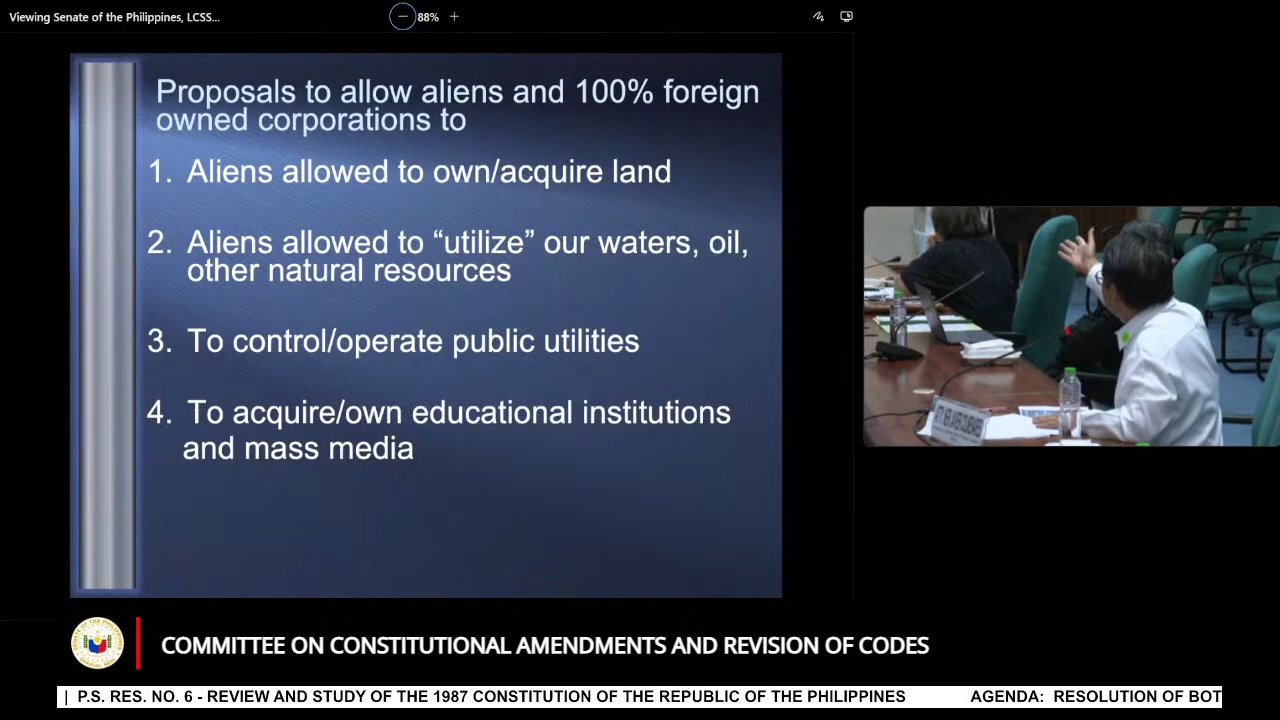 Viewing Senate of the Philippines, LCSS...
88%
Proposals to allow aliens and 100% foreign
owned corporations to
1. Aliens allowed to own/acquire land
2. Aliens allowed to “utilize” our waters, oil,
other natural resources
3. To control/operate public utilities
4. To acquire/own educational institutions
and mass media
COMMITTEE ON CONSTITUTIONAL AMENDMENTS AND REVISION OF CODES
| P.S. RES. NO. 6 - REVIEW AND STUDY OF THE 1987 CONSTITUTION OF THE REPUBLIC OF THE PHILIPPINES AGENDA: RESOLUTION OF BOT